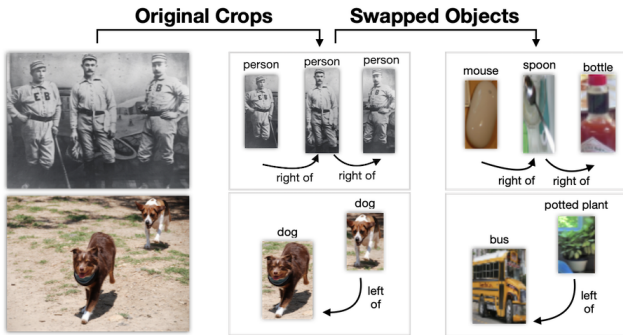 Original Crops
Swapped Objects
person
person
person
right of
right of
mouse
spoon
bottle
right of
right of
E B
B
dog
dog
left
of
bus
potted plant
left
of